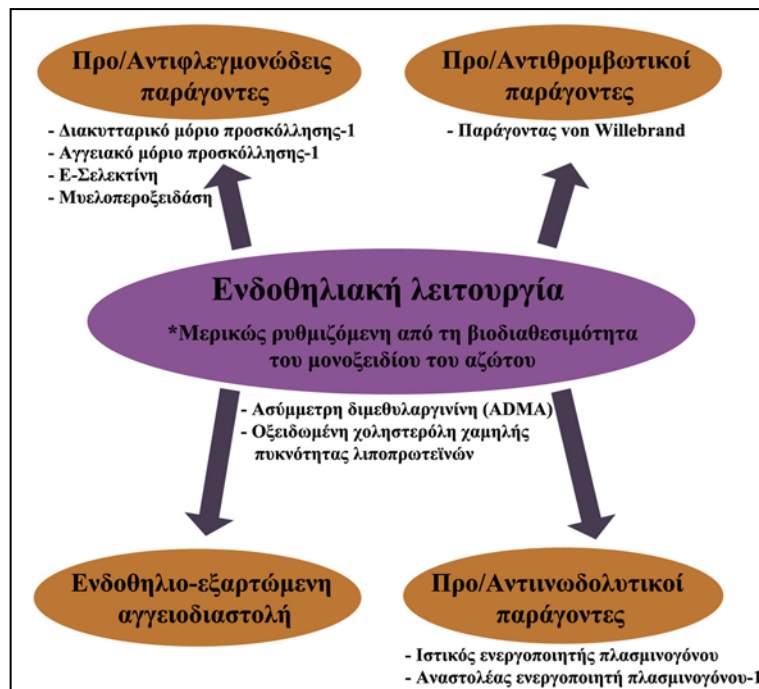 Προ/Αντιφλεγμονώδεις
παράγοντες
- Διακυτταρικό μόριο προσκόλλησης-1
- Αγγειακό μόριο προσκόλλησης-1
- Ε-Σελεκτίνη
- Μυελοπεροξειδάση
Προ/Αντιθρομβωτικοί
παράγοντες
- Παράγοντας von Willebrand
Ενδοθηλιακή λειτουργία
*Μερικώς ρυθμιζόμενη από τη βιοδιαθεσιμότητα
του μονοξειδίου του αζώτου
- Ασύμμετρη διμεθυλαργινίνη (ADMA)
- Οξειδωμένη χοληστερόλη χαμηλής
πυκνότητας λιποπρωτεϊνών
Ενδοθηλιο-εξαρτώμενη
αγγειοδιαστολή
Προ/Αντιινωδολυτικοί
παράγοντες
- Ιστικός ενεργοποιητής πλασμινογόνου
- Αναστολέας ενεργοποιητή πλασμινογόνου-1